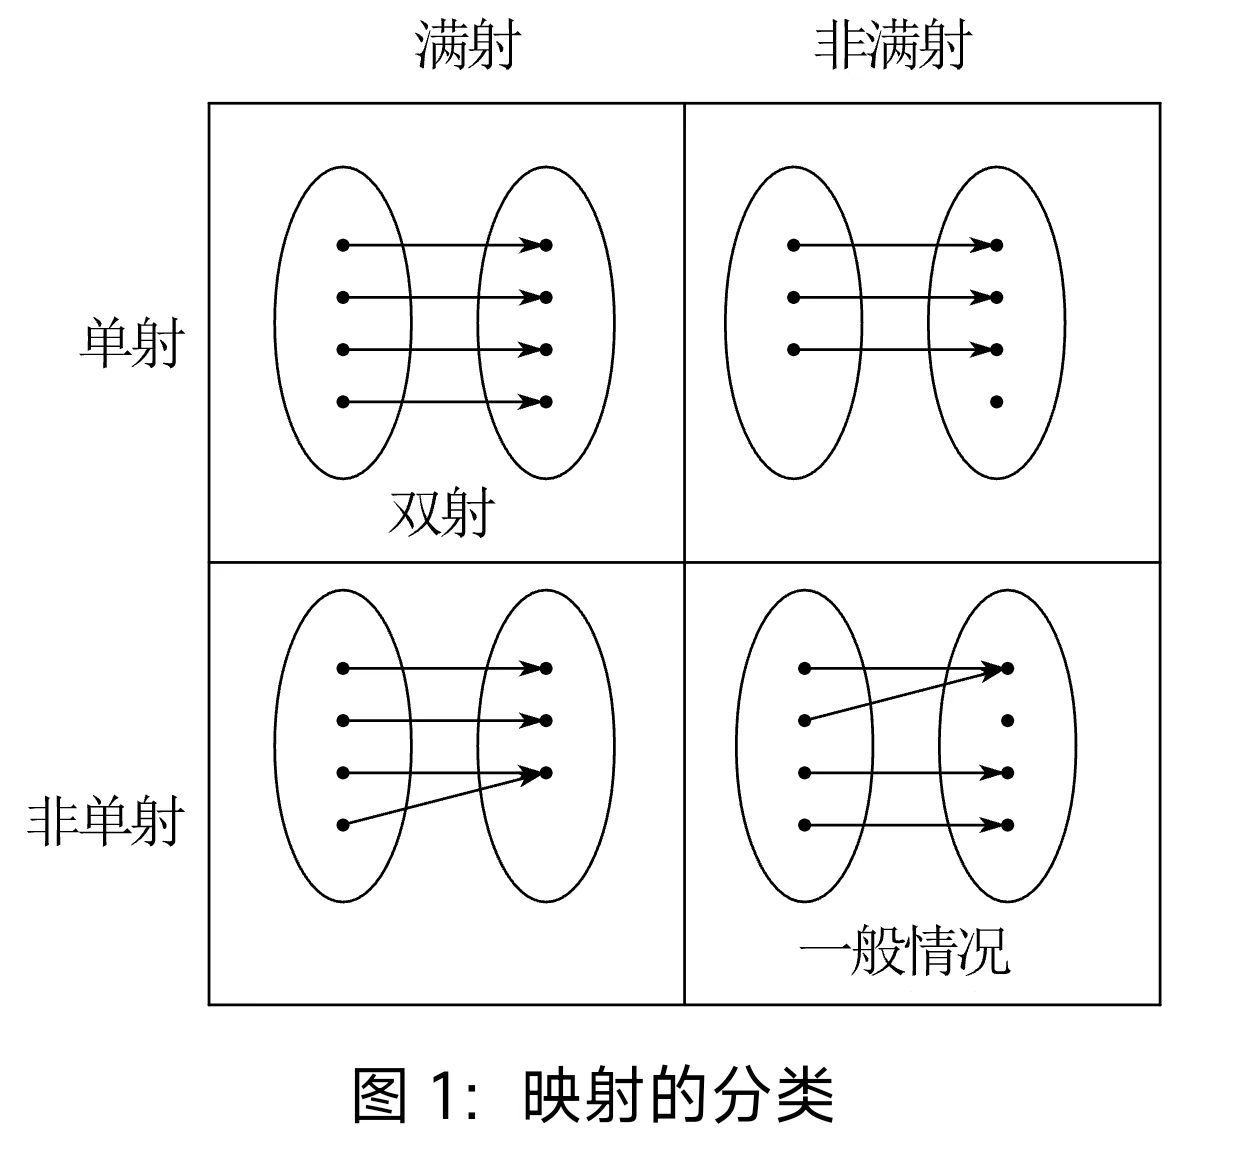 满射 非满射
单射
双射
非单射
一般情况
图 1：映射的分类